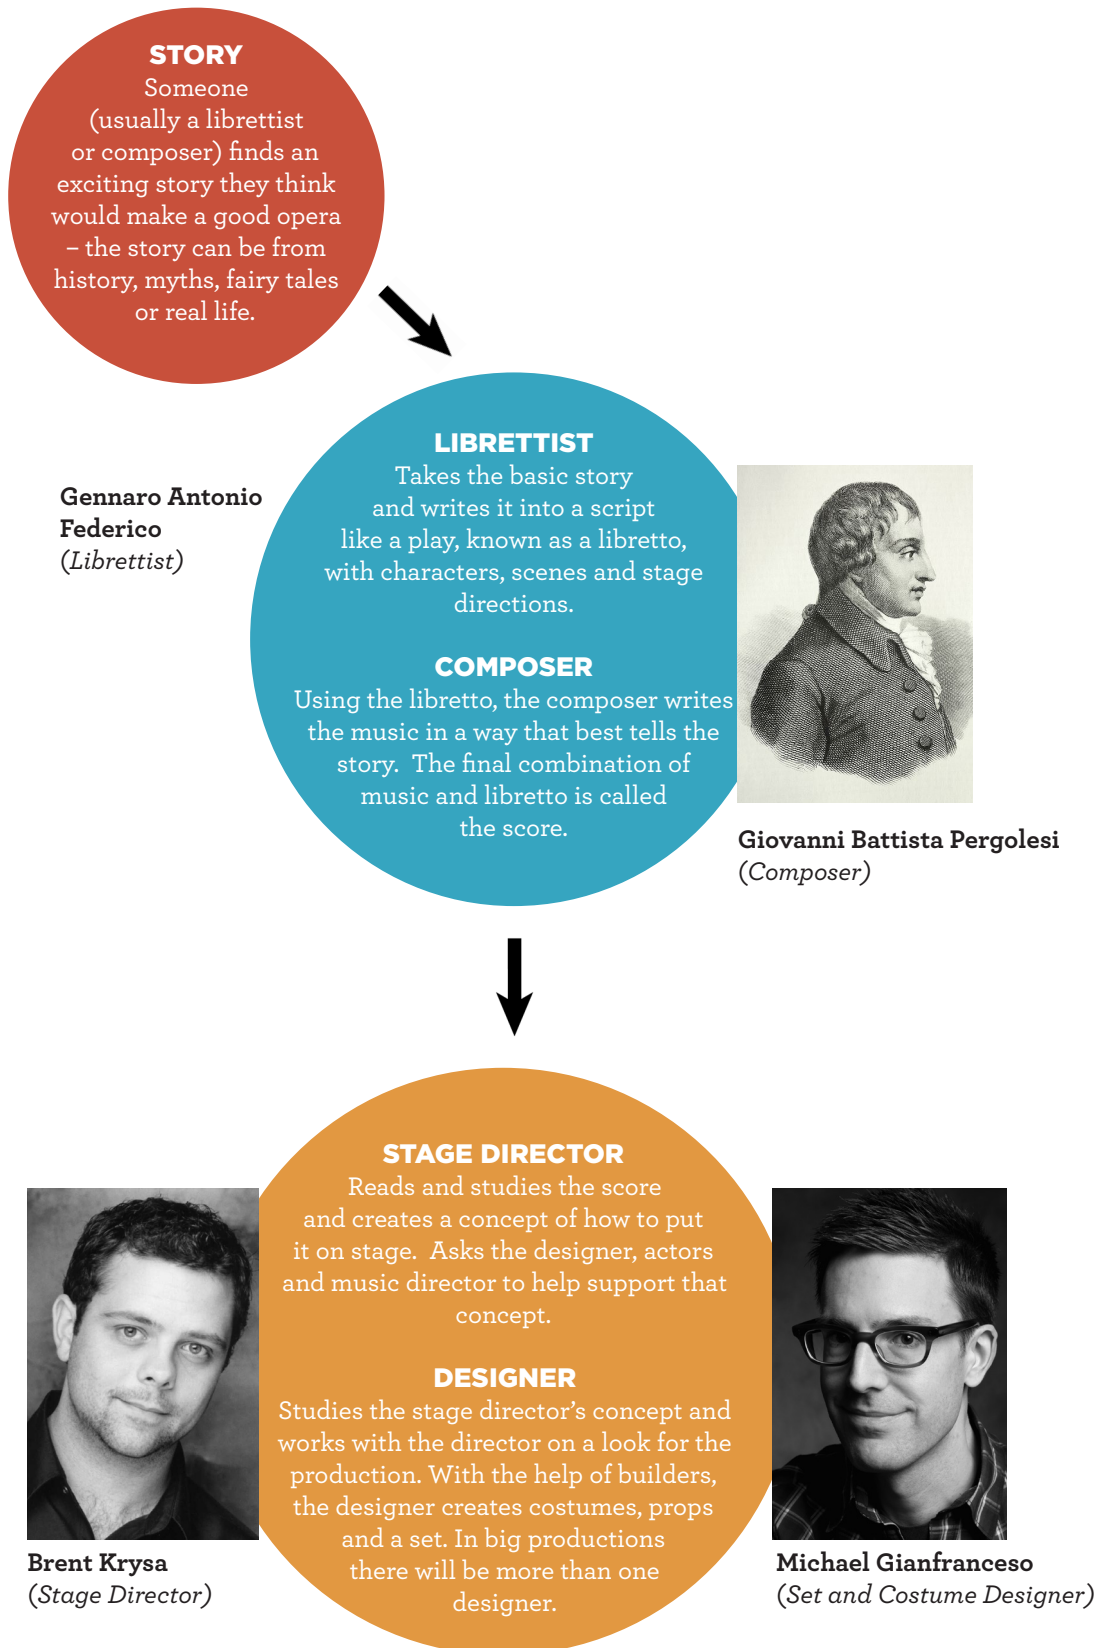 STORY
Someone
(usually a librettist
or composer) finds an
exciting story they think
would make a good opera
– the story can be from
history, myths, fairy tales
or real life.
Gennaro Antonio
Federico
(Librettist)
LIBRETTIST
Takes the basic story
and writes it into a script
like a play, known as a libretto,
with characters, scenes and stage
directions.
COMPOSER
Using the libretto, the composer writes
the music in a way that best tells the
story.  The final combination of
music and libretto is called
the score.
Giovanni Battista Pergolesi
(Composer)
STAGE DIRECTOR
Reads and studies the score
and creates a concept of how to put
it on stage.  Asks the designer, actors
and music director to help support that
concept.
DESIGNER
Studies the stage director’s concept and
works with the director on a look for the
production. With the help of builders,
the designer creates costumes, props
and a set. In big productions
there will be more than one
designer.
Brent Krysa
(Stage Director)
Michael Gianfranceso
(Set and Costume Designer)